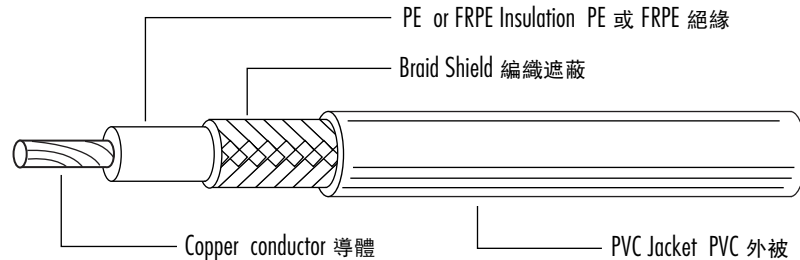 PE or FRPE Insulation PE 或 FRPE 絕緣
Braid Shield 編織遮蔽
Copper conductor 導體
PVC Jacket PVC 外被